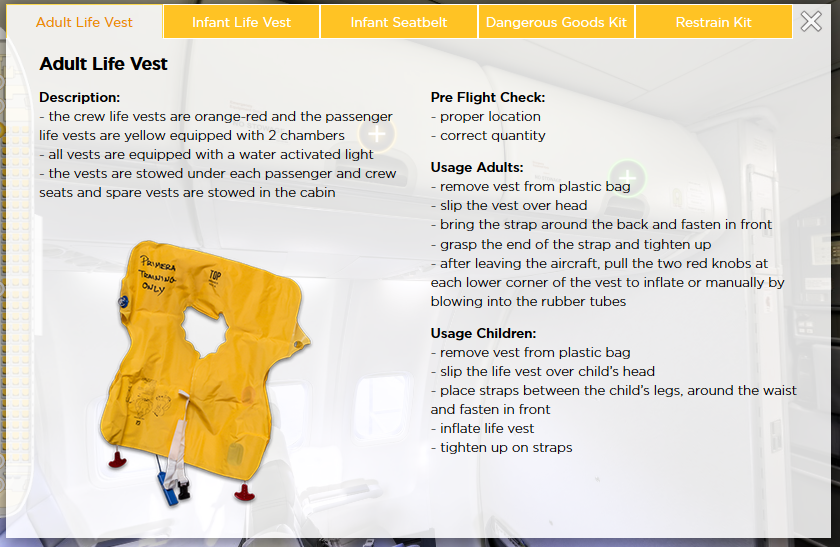 Adult Life Vest
Infant Life Vest
Infant Seatbelt
Dangerous Goods Kit
Restrain Kit
Adult Life Vest
Description:
- the crew life vests are orange-red and the passenger
life vests are yellow equipped with 2 chambers
- all vests are equipped with a water activated light
- the vests are stowed under each passenger and crew
seats and spare vests are stowed in the cabin
PRIMERA
TRAINING
ONLY
TOP
Pre Flight Check:
- proper location
- correct quantity
Usage Adults:
- remove vest from plastic bag
- slip the vest over head
- bring the strap around the back and fasten in front
- grasp the end of the strap and tighten up
- after leaving the aircraft, pull the two red knobs at
each lower corner of the vest to inflate or manually by
blowing into the rubber tubes
Usage Children:
- remove vest from plastic bag
- slip the life vest over child's head
- place straps between the child's legs, around the waist
and fasten in front
- inflate life vest
- tighten up on straps